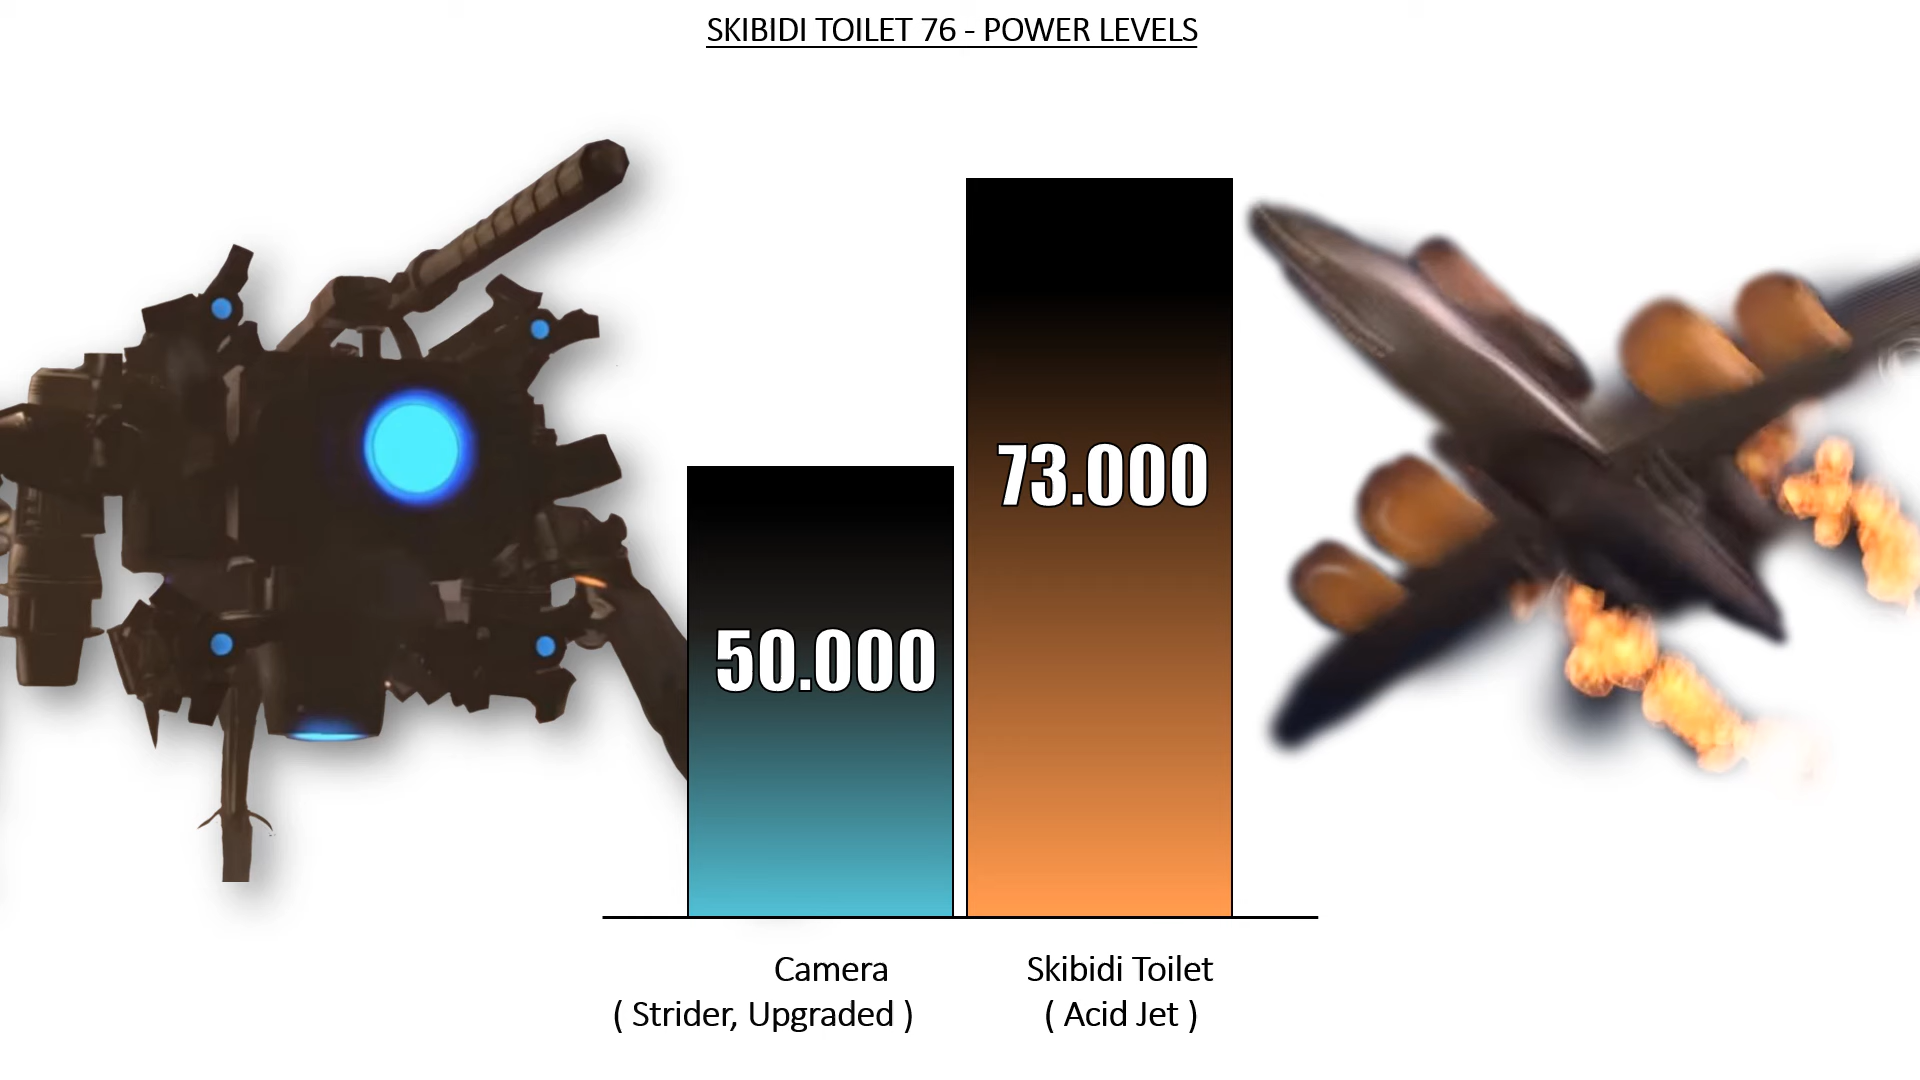 SKIBIDI TOILET 76 - POWER LEVELS
73.000
50.000
Camera
( Strider, Upgraded )
Skibidi Toilet
( Acid Jet )